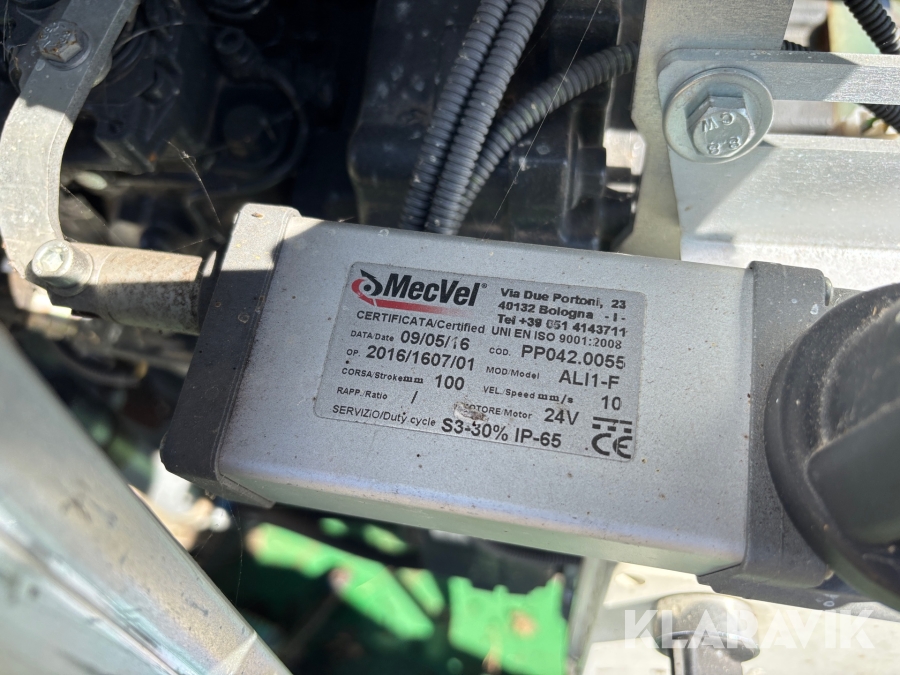 8.8
CW
MecVel®
Via Due Portoni, 23
40132 Bologna - I -
Tel +39 051 4143711
CERTIFICATA/Certified UNI EN ISO 9001:2008
DATA/Date 09/05/16 COD. PP042.0055
OP. 2016/1607/01 MOD/Model ALI1-F
CORSA/Stroke mm 100 VEL./Speed mm/s 10
RAPP./Ratio / MOTORE/Motor 24V
SERVIZIO/Duty cycle S3-30% IP-65
CE
KLARAVIK